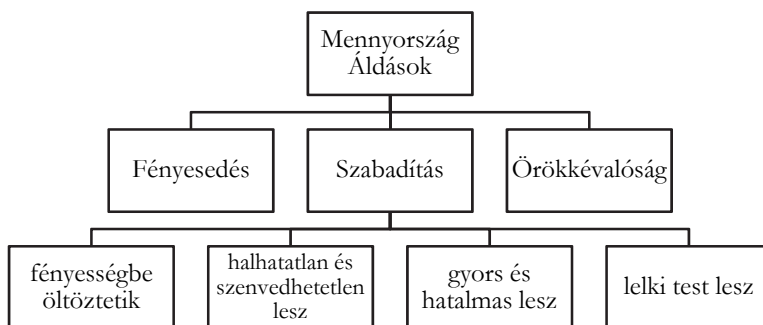 Mennyország
Áldások
Fényesedés
Szabadítás
Örökkévalóság
fényességbe
öltöztetik
halhatatlan és
szenvedhetetlen
lesz
gyors és
hatalmas lesz
lelki test lesz